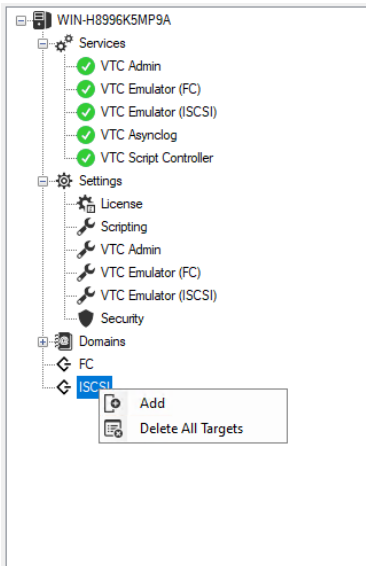 WIN-H8996K5MP9A
Services
VTC Admin
VTC Emulator (FC)
VTC Emulator (ISCSI)
VTC Asynclog
VTC Script Controller
Settings
License
Scripting
VTC Admin
VTC Emulator (FC)
VTC Emulator (ISCSI)
Security
Domains
FC
ISCSI
Add
Delete All Targets